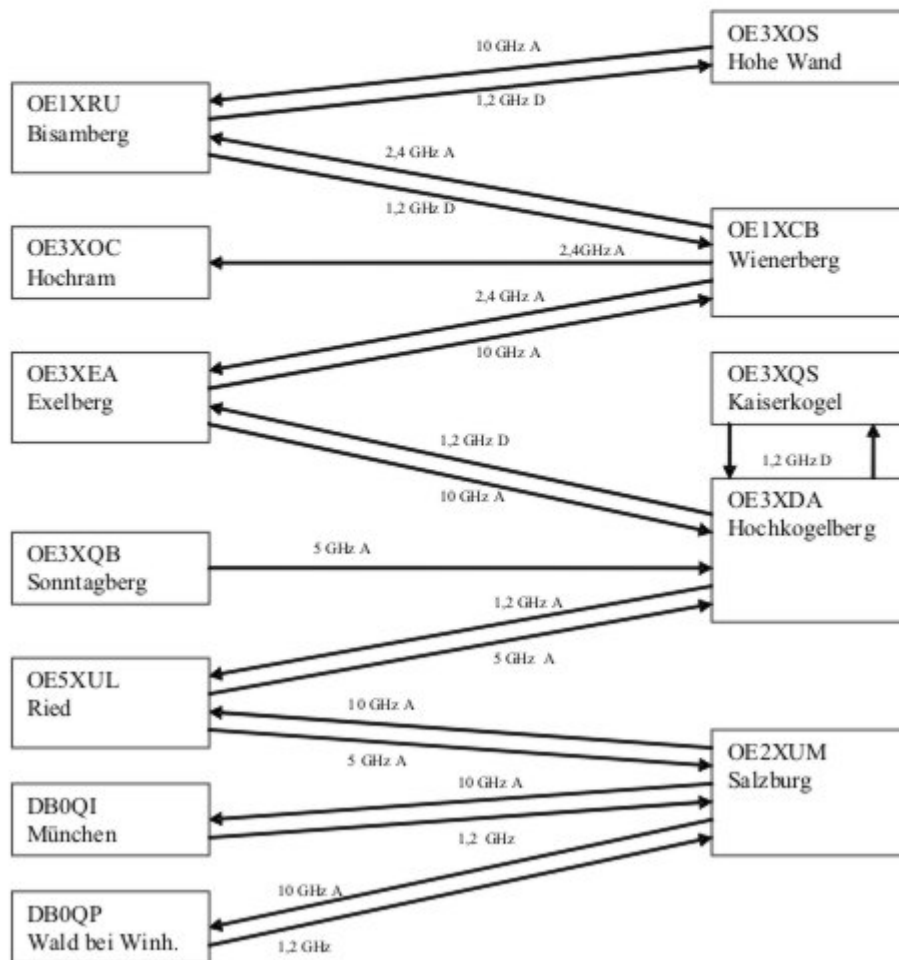 OE3XOS
Hohe Wand
10 GHz A
1,2 GHz D
OE1XRU
Bisamberg
2,4 GHz A
1,2 GHz D
OE1XCB
Wienerberg
OE3XOC
Hochram
2,4GHz A
2,4 GHz A
10 GHz A
OE3XEA
Exelberg
OE3XQS
Kaiserkogel
1,2 GHz D
1,2 GHz D
10 GHz A
OE3XDA
Hochkogelberg
OE3XQB
Sonntagberg
5 GHz A
1,2 GHz A
5 GHz  A
OE5XUL
Ried
10 GHz A
5 GHz A
OE2XUM
Salzburg
DB0QI
München
10 GHz A
1,2  GHz
DB0QP
Wald bei Winh.
10 GHz A
1,2 GHz